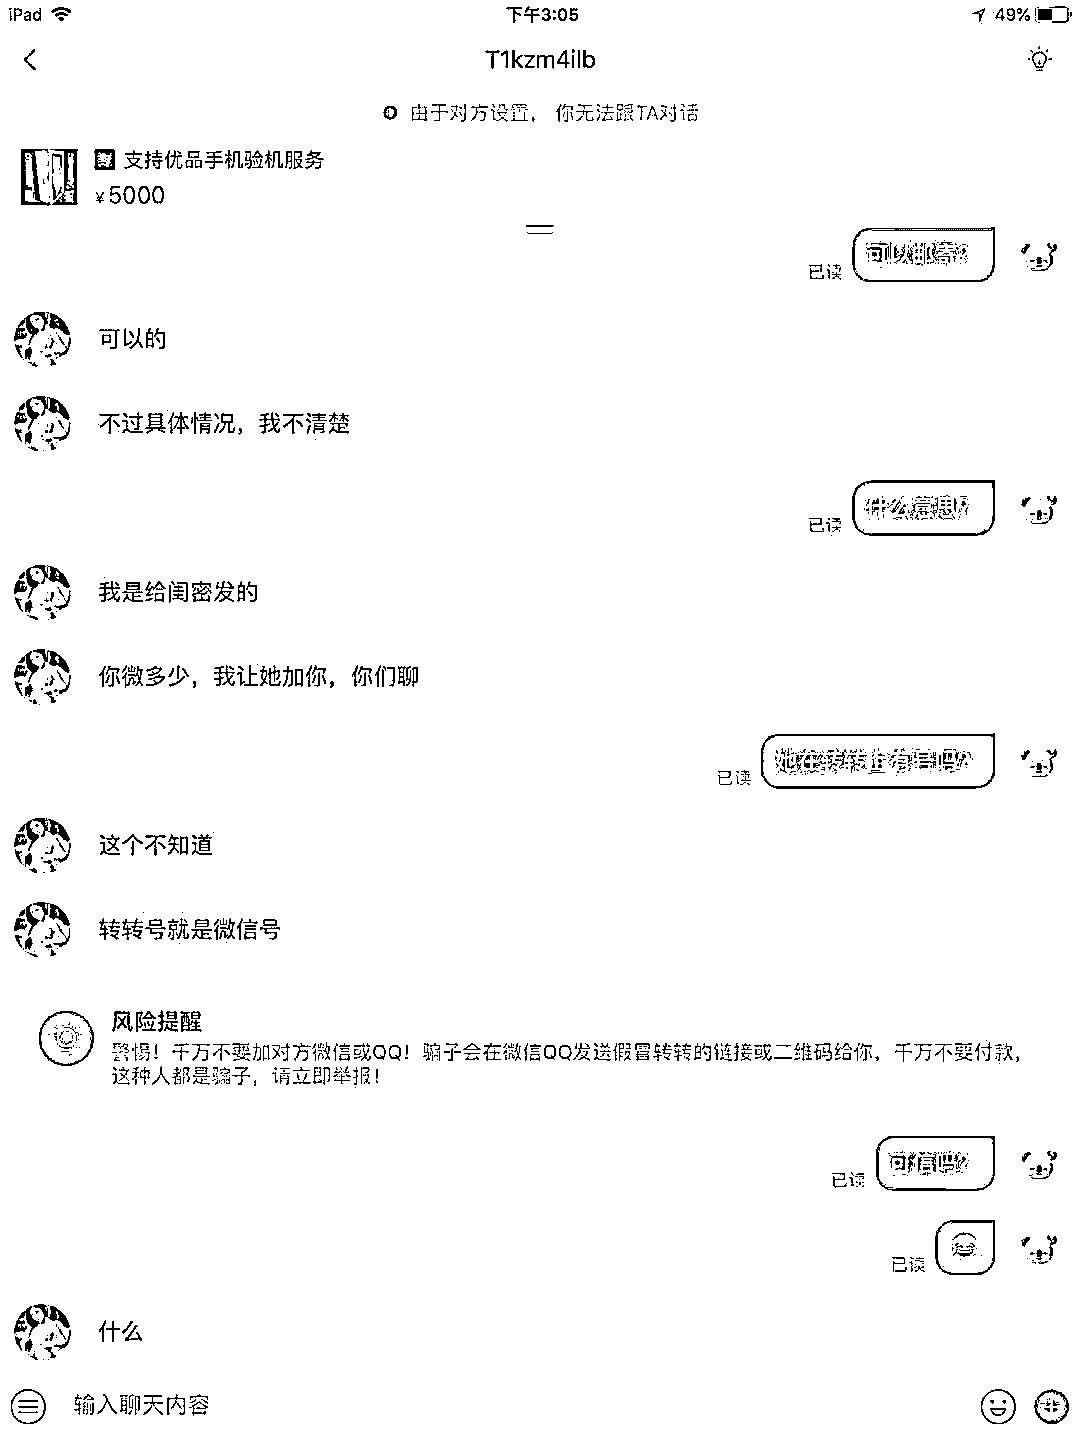 iPad 下午3:05 49%
T1kzm4ilb
由于对方设置，你无法跟TA对话
支持优品手机验机服务
¥5000
可以邮寄?
已读
可以的
不过具体情况，我不清楚
什么意思?
已读
我是给闺密发的
你微多少，我让她加你，你们聊
她在转转上有号吗?
已读
这个不知道
转转号就是微信号
风险提醒
警惕！千万不要加对方微信或QQ！骗子会在微信QQ发送假冒转转的链接或二维码给你，千万不要付款，
这种人都是骗子，请立即举报！
可信吗?
已读
已读
什么
输入聊天内容